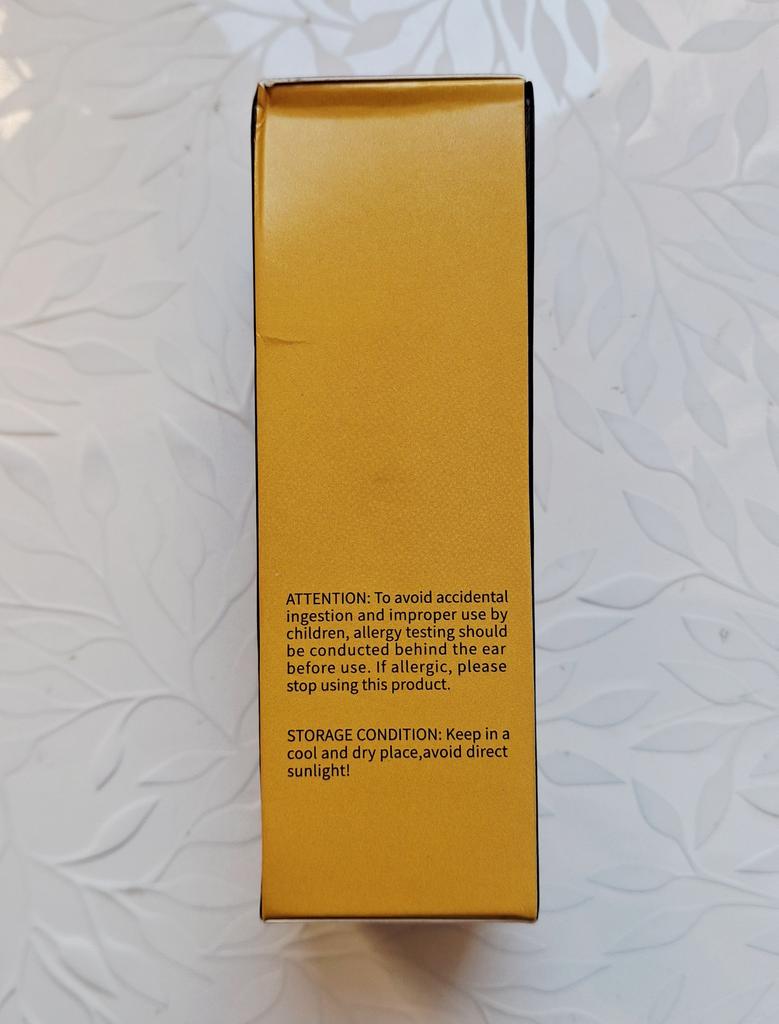 ATTENTION: To avoid accidental
ingestion and improper use by
children, allergy testing should
be conducted behind the ear
before use. If allergic, please
stop using this product.
STORAGE CONDITION: Keep in a
cool and dry place,avoid direct
sunlight!